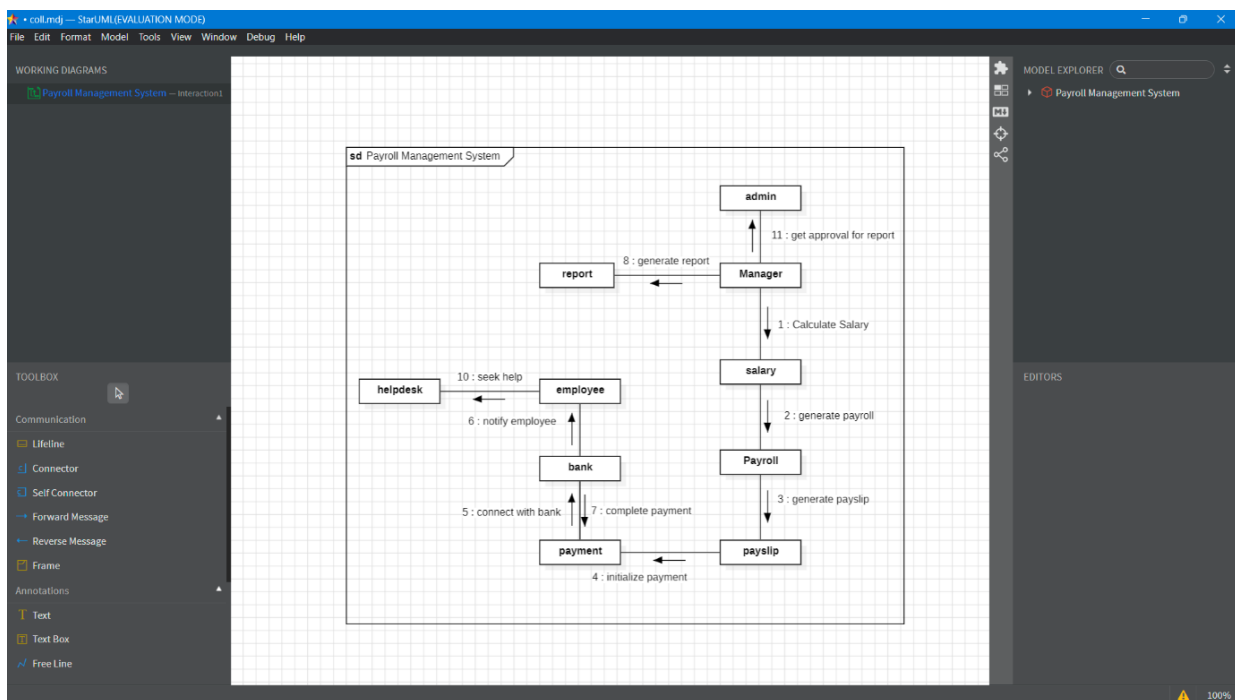 • coll.mdj — StarUML(EVALUATION MODE)
File Edit Format Model Tools View Window Debug Help
WORKING DIAGRAMS
Payroll Management System — Interaction1
MODEL EXPLORER
Payroll Management System
sd Payroll Management System
admin
11 : get approval for report
8 : generate report
report
Manager
1 : Calculate Salary
salary
10 : seek help
helpdesk
employee
2 : generate payroll
6 : notify employee
Payroll
bank
3 : generate payslip
5 : connect with bank
7 : complete payment
payment
payslip
4 : initialize payment
TOOLBOX
Communication
Lifeline
Connector
Self Connector
Forward Message
Reverse Message
Frame
Annotations
Text
Text Box
Free Line
EDITORS
100%